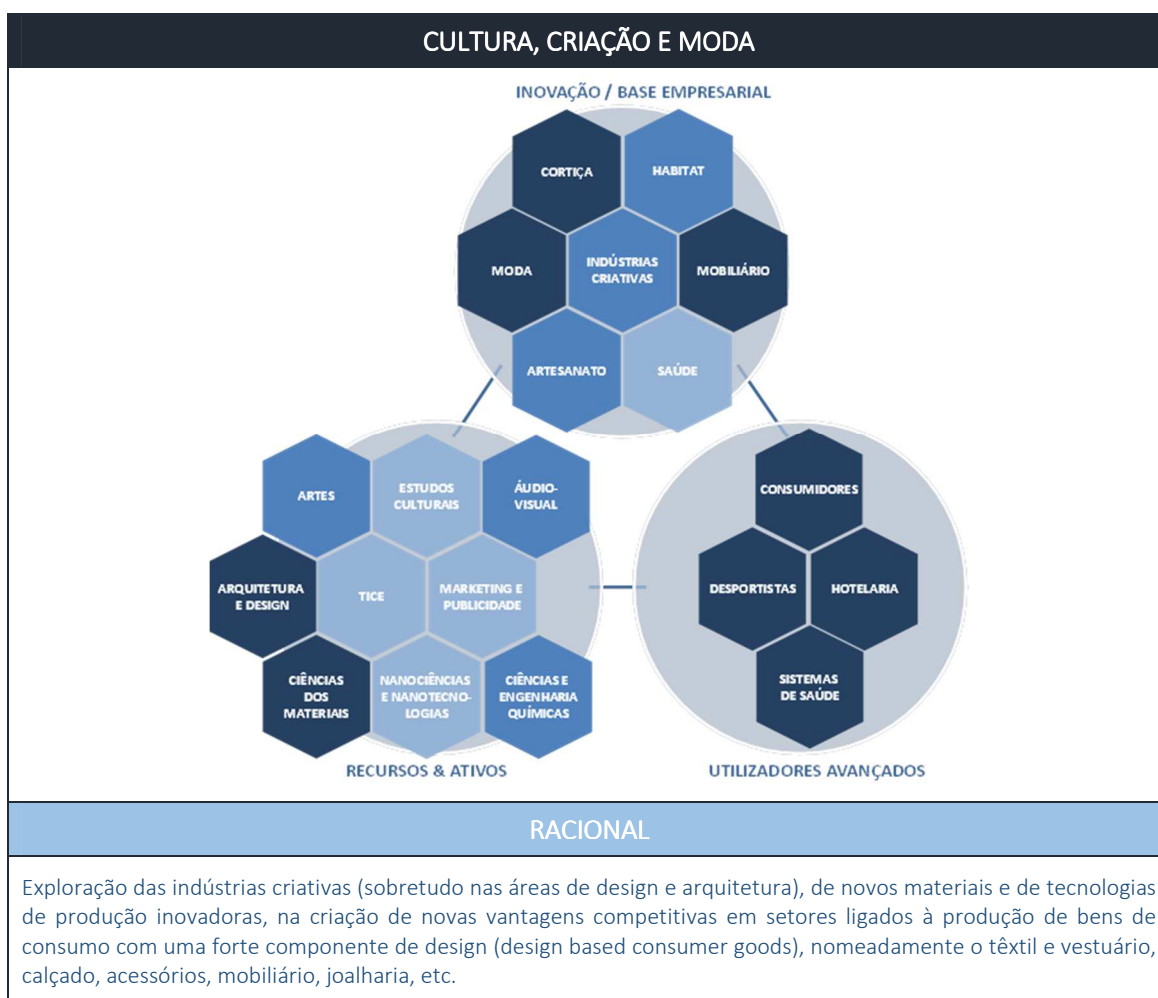 CULTURA, CRIAÇÃO E MODA
INOVAÇÃO / BASE EMPRESARIAL
CORTIÇA
HABITAT
MODA
INDÚSTRIAS
CRIATIVAS
MOBILIÁRIO
ARTESANATO
SAÚDE
ARTES
ESTUDOS
CULTURAIS
ÁUDIO-
VISUAL
ARQUITETURA
E DESIGN
TICE
MARKETING E
PUBLICIDADE
CIÊNCIAS
DOS
MATERIAIS
NANOCIÊNCIAS
E NANOTECNO-
LOGIAS
CIÊNCIAS E
ENGENHARIA
QUÍMICAS
RECURSOS & ATIVOS
CONSUMIDORES
DESPORTISTAS
HOTELARIA
SISTEMAS
DE SAÚDE
UTILIZADORES AVANÇADOS
RACIONAL
Exploração das indústrias criativas (sobretudo nas áreas de design e arquitetura), de novos materiais e de tecnologias
de produção inovadoras, na criação de novas vantagens competitivas em setores ligados à produção de bens de
consumo com uma forte componente de design (design based consumer goods), nomeadamente o têxtil e vestuário,
calçado, acessórios, mobiliário, joalharia, etc.